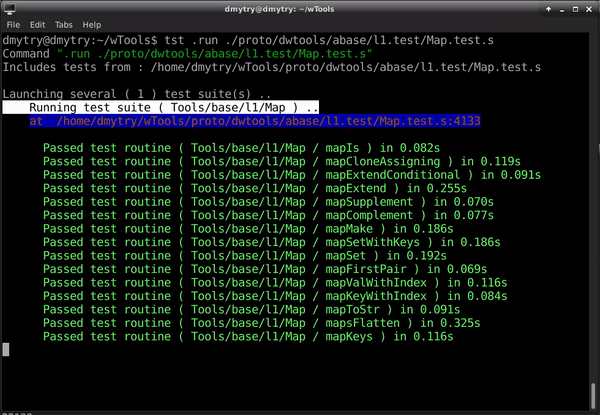 dmytry@dmytry: ~/wTools
File Edit Tabs Help
dmytry@dmytry:~/wTools$ tst .run ./proto/dwtools/abase/l1.test/Map.test.s
Command ".run ./proto/dwtools/abase/l1.test/Map.test.s"
Includes tests from : /home/dmytry/wTools/proto/dwtools/abase/l1.test/Map.test.s
Launching several ( 1 ) test suite(s) ..
Running test suite ( Tools/base/l1/Map ) ..
at /home/dmytry/wTools/proto/dwtools/abase/l1.test/Map.test.s:4133
Passed test routine ( Tools/base/l1/Map / mapIs ) in 0.082s
Passed test routine ( Tools/base/l1/Map / mapCloneAssigning ) in 0.119s
Passed test routine ( Tools/base/l1/Map / mapExtendConditional ) in 0.091s
Passed test routine ( Tools/base/l1/Map / mapExtend ) in 0.255s
Passed test routine ( Tools/base/l1/Map / mapSupplement ) in 0.070s
Passed test routine ( Tools/base/l1/Map / mapComplement ) in 0.077s
Passed test routine ( Tools/base/l1/Map / mapMake ) in 0.186s
Passed test routine ( Tools/base/l1/Map / mapSetWithKeys ) in 0.186s
Passed test routine ( Tools/base/l1/Map / mapSet ) in 0.192s
Passed test routine ( Tools/base/l1/Map / mapFirstPair ) in 0.069s
Passed test routine ( Tools/base/l1/Map / mapValWithIndex ) in 0.116s
Passed test routine ( Tools/base/l1/Map / mapKeyWithIndex ) in 0.084s
Passed test routine ( Tools/base/l1/Map / mapToStr ) in 0.091s
Passed test routine ( Tools/base/l1/Map / mapsFlatten ) in 0.325s
Passed test routine ( Tools/base/l1/Map / mapKeys ) in 0.116s